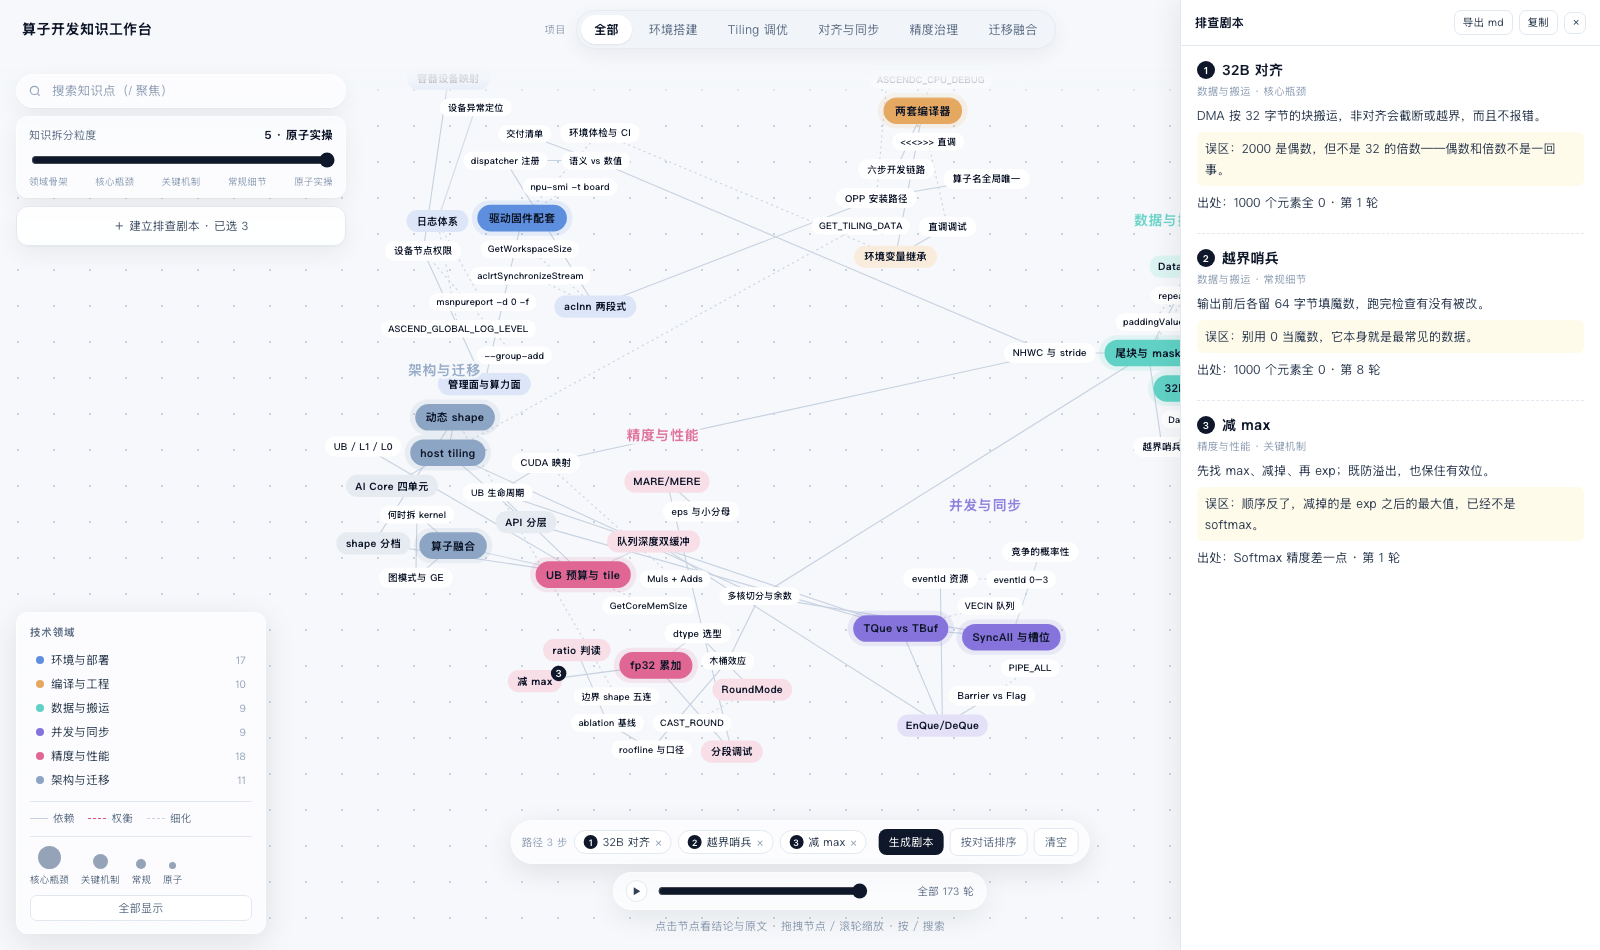 算子开发知识工作台
项目
全部
环境搭建
Tiling 调优
对齐与同步
精度治理
迁移融合
搜索知识点（/ 聚焦）
知识拆分粒度
5 · 原子实操
领域骨架
核心瓶颈
关键机制
常规细节
原子实操
+ 建立排查剧本 · 已选 3
容器设备映射
设备异常定位
交付清单
环境体检与 CI
dispatcher 注册
语义 vs 数值
npu-smi -t board
日志体系
驱动固件配套
设备节点权限
GetWorkspaceSize
aclrtSynchronizeStream
msnpureport -d 0 -f
aclnn 两段式
ASCEND_GLOBAL_LOG_LEVEL
--group-add
架构与迁移
管理面与算力面
动态 shape
UB / L1 / L0
host tiling
CUDA 映射
AI Core 四单元
UB 生命周期
何时拆 kernel
API 分层
shape 分档
算子融合
图模式与 GE
ASCENDC_CPU_DEBUG
两套编译器
<<<>>> 直调
六步开发链路
算子名全局唯一
OPP 安装路径
GET_TILING_DATA
直调调试
环境变量继承
数据与
Data
repea
paddingValu
NHWC 与 stride
尾块与 mask
32
Da
越界哨兵
精度与性能
MARE/MERE
eps 与小分母
队列深度双缓冲
UB 预算与 tile
Muls + Adds
GetCoreMemSize
多核切分与余数
dtype 选型
ratio 判读
fp32 累加
木桶效应
减 max
3
RoundMode
边界 shape 五连
ablation 基线
CAST_ROUND
roofline 与口径
分段调试
并发与同步
竞争的概率性
eventId 资源
eventId 0–3
VECIN 队列
TQue vs TBuf
SyncAll 与槽位
PIPE_ALL
Barrier vs Flag
EnQue/DeQue
技术领域
环境与部署 17
编译与工程 10
数据与搬运 9
并发与同步 9
精度与性能 18
架构与迁移 11
依赖
权衡
细化
核心瓶颈
关键机制
常规
原子
全部显示
路径 3 步
1 32B 对齐 ×
2 越界哨兵 ×
3 减 max ×
生成剧本
按对话排序
清空
全部 173 轮
点击节点看结论与原文 · 拖拽节点 / 滚轮缩放 · 按 / 搜索
排查剧本
导出 md
复制
×
1 32B 对齐
数据与搬运 · 核心瓶颈
DMA 按 32 字节的块搬运，非对齐会截断或越界，而且不报错。
误区：2000 是偶数，但不是 32 的倍数——偶数和倍数不是一回
事。
出处：1000 个元素全 0 · 第 1 轮
2 越界哨兵
数据与搬运 · 常规细节
输出前后各留 64 字节填魔数，跑完检查有没有被改。
误区：别用 0 当魔数，它本身就是最常见的数据。
出处：1000 个元素全 0 · 第 8 轮
3 减 max
精度与性能 · 关键机制
先找 max、减掉、再 exp；既防溢出，也保住有效位。
误区：顺序反了，减掉的是 exp 之后的最大值，已经不是
softmax。
出处：Softmax 精度差一点 · 第 1 轮